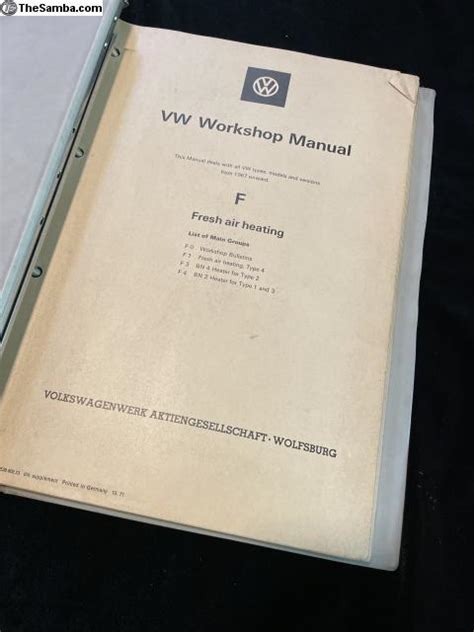 TheSamba.com
VW Workshop Manual
This Manual deals with all VW types, models and versions
from 1967 onward.
F
Fresh air heating
List of Main Groups
F 0 Workshop Bulletins
Fresh air heating, Type 4
F 3 BN 4 Heater for Type 2
BN 2 Heater for Type 1 and 3
VOLKSWAGENWERK AKTIENGESELLSCHAFT · WOLFSBURG
supplement Printed in Germany